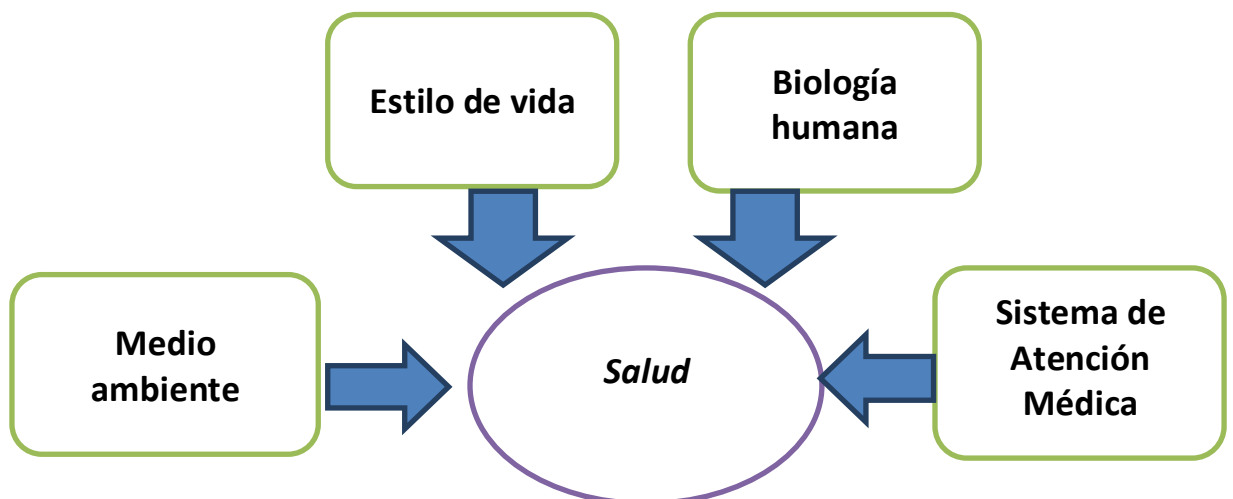 Estilo de vida
Biología
humana
Medio
ambiente
Salud
Sistema de
Atención
Médica